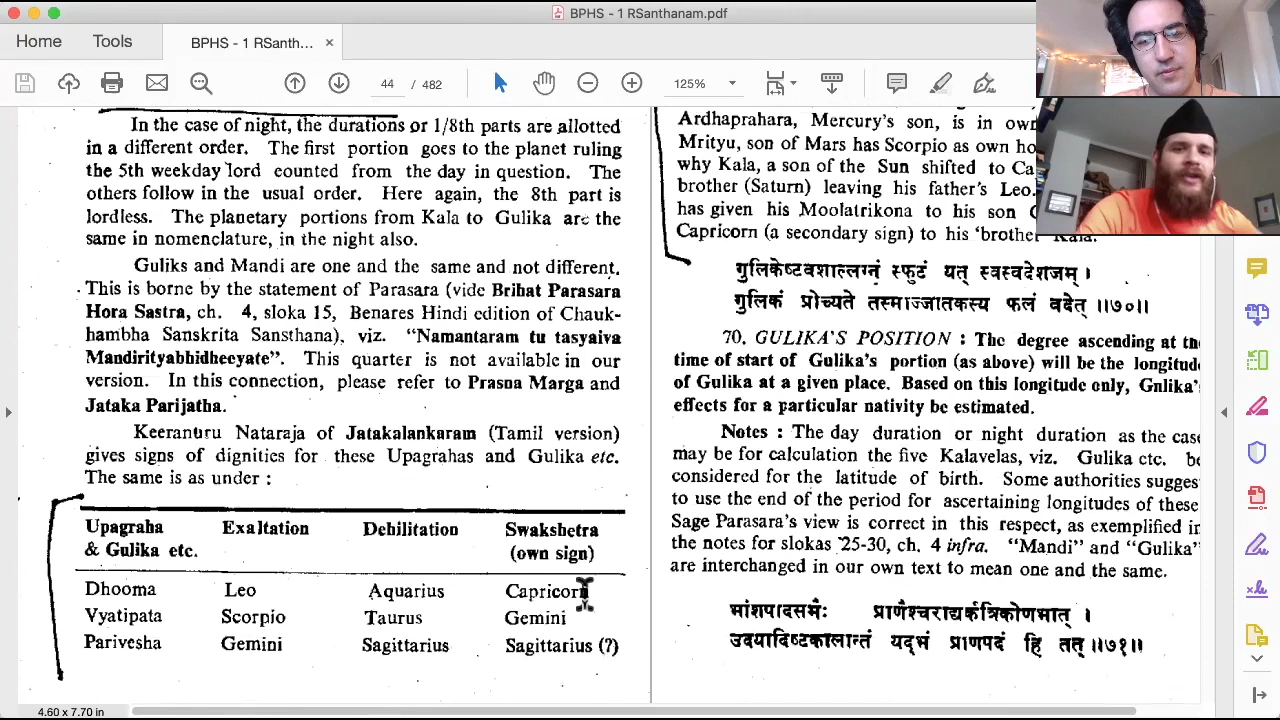 BPHS - 1 RSanthanam.pdf
Home
Tools
BPHS - 1 RSanth...
44
125%
In the case of night, the durations or 1/8th parts are allotted
in a different order. The first portion goes to the planet ruling
the 5th weekday lord counted from the day in question. The
others follow in the usual order. Here again, the 8th part is
lordless. The planetary portions from Kala to Gulika are the
same in nomenclature, in the night also.
Guliks and Mandi are one and the same and not different.
This is borne by the statement of Parasara (vide Brihat Parasara
Hora Sastra, ch. 4, sloka 15, Benares Hindi edition of Chauk-
hambha Sanskrita Sansthana), viz. “Namantaram tu tasyaiva
Mandirityabhidheeyate”. This quarter is not available in our
version. In this connection, please refer to Prasna Marga and
Jataka Parijatha.
Keeranturu Nataraja of Jatakalankaram (Tamil version)
gives signs of dignities for these Upagrahas and Gulika etc.
The same is as under :
Upagraha & Gulika etc. Exaltation Debilitation Swakshetra (own sign)
Dhooma Leo Aquarius Capricorn
Vyatipata Scorpio Taurus Gemini
Parivesha Gemini Sagittarius Sagittarius (?)
Ardhaprahara, Mercury's son, is in own
Mrityu, son of Mars has Scorpio as own ho
why Kala, a son of the Sun shifted to Ca
brother (Saturn) leaving his father's Leo.
has given his Moolatrikona to his son
Capricorn (a secondary sign) to his 'brother Kala.
गुलिकेष्टवशाल्लग्नं स्फुटं यत् स्वस्वदेशजम् ।
गुलिकं प्रोच्यते तस्माज्जातकस्य फलं वदेत् ॥७०॥
70. GULIKA'S POSITION : The degree ascending at th
time of start of Gulika's portion (as above) will be the longitud
of Gulika at a given place. Based on this longitude only, Gnlika'
effects for a particular nativity be estimated.
Notes : The day duration or night duration as the case
may be for calculation the five Kalavelas, viz. Gulika ctc. be
considered for the latitude of birth. Some authorities sugges
to use the end of the period for ascertaining longitudes of these
Sage Parasara's view is correct in this respect, as exemplified in
the notes for slokas 25-30, ch. 4 infra. “Mandi” and “Gulika”
are interchanged in our own text to mean one and the same.
मांशपादसमैः प्राणैश्चराद्यर्कत्रिकोणभात् ।
उदयादिष्टकालान्तं यद्भं प्राणपदं हि तत् ॥७१॥
4.60 x 7.70 in